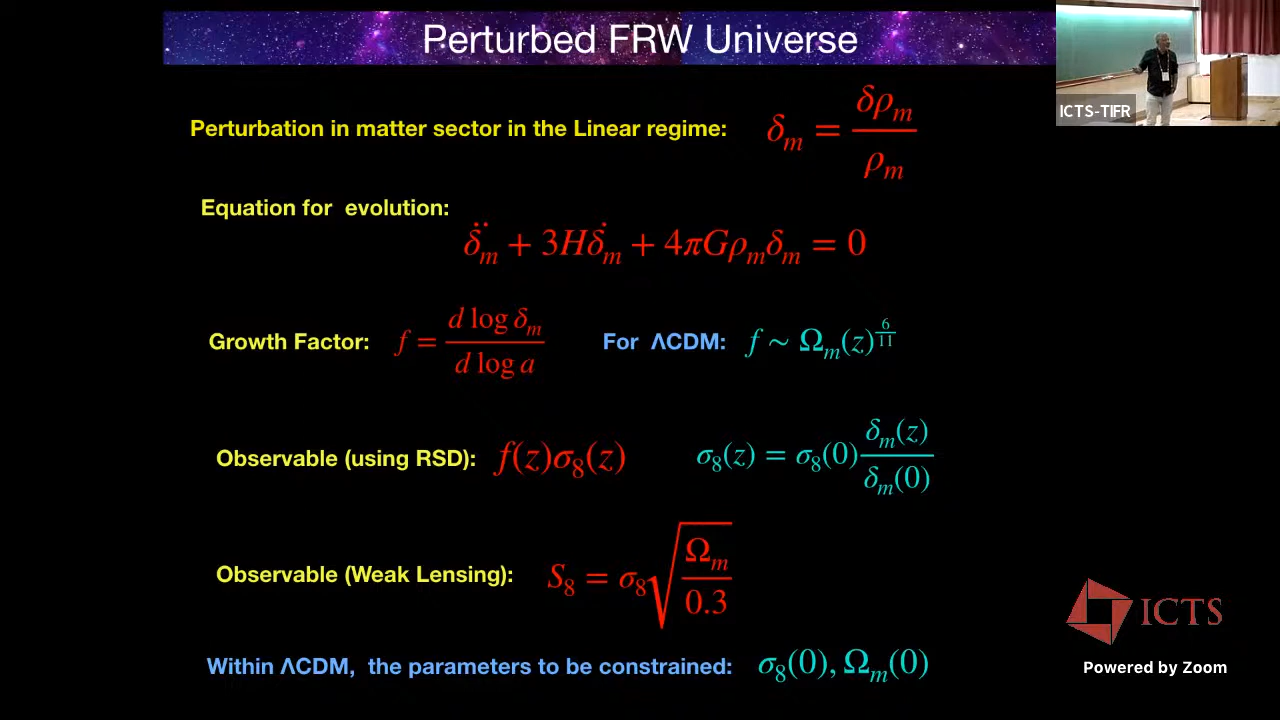 Perturbed FRW Universe
ICTS-TIFR
Perturbation in matter sector in the Linear regime: δ_m = δρ_m / ρ_m
Equation for evolution:
δ̈_m + 3Hδ̇_m + 4πGρ_mδ_m = 0
Growth Factor: f = d log δ_m / d log a For ΛCDM: f ∼ Ω_m(z)^{6/11}
Observable (using RSD): f(z)σ_8(z) σ_8(z) = σ_8(0) δ_m(z) / δ_m(0)
Observable (Weak Lensing): S_8 = σ_8 √(Ω_m / 0.3)
ICTS
Within ΛCDM, the parameters to be constrained: σ_8(0), Ω_m(0)
Powered by Zoom